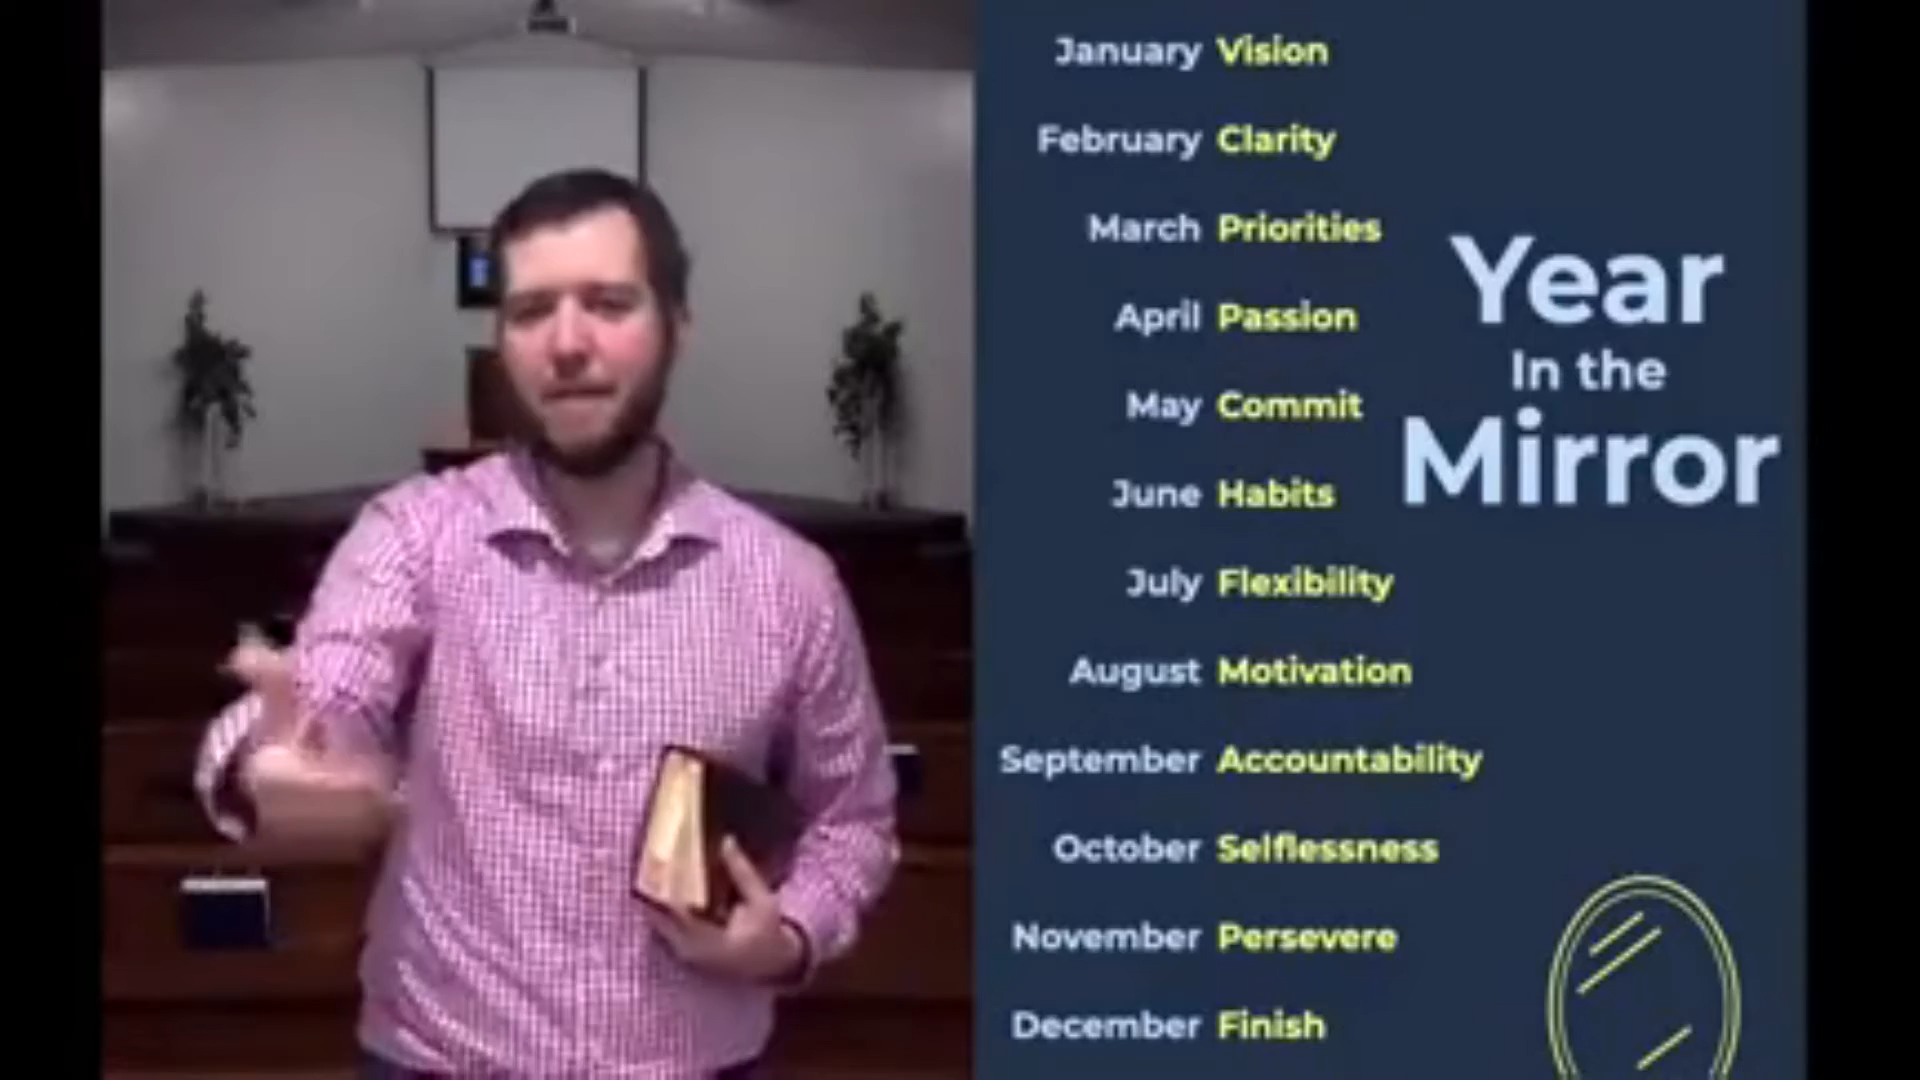 January Vision
February Clarity
March Priorities
April Passion
May Commit
June Habits
July Flexibility
August Motivation
September Accountability
October Selflessness
November Persevere
December Finish
Year
In the
Mirror